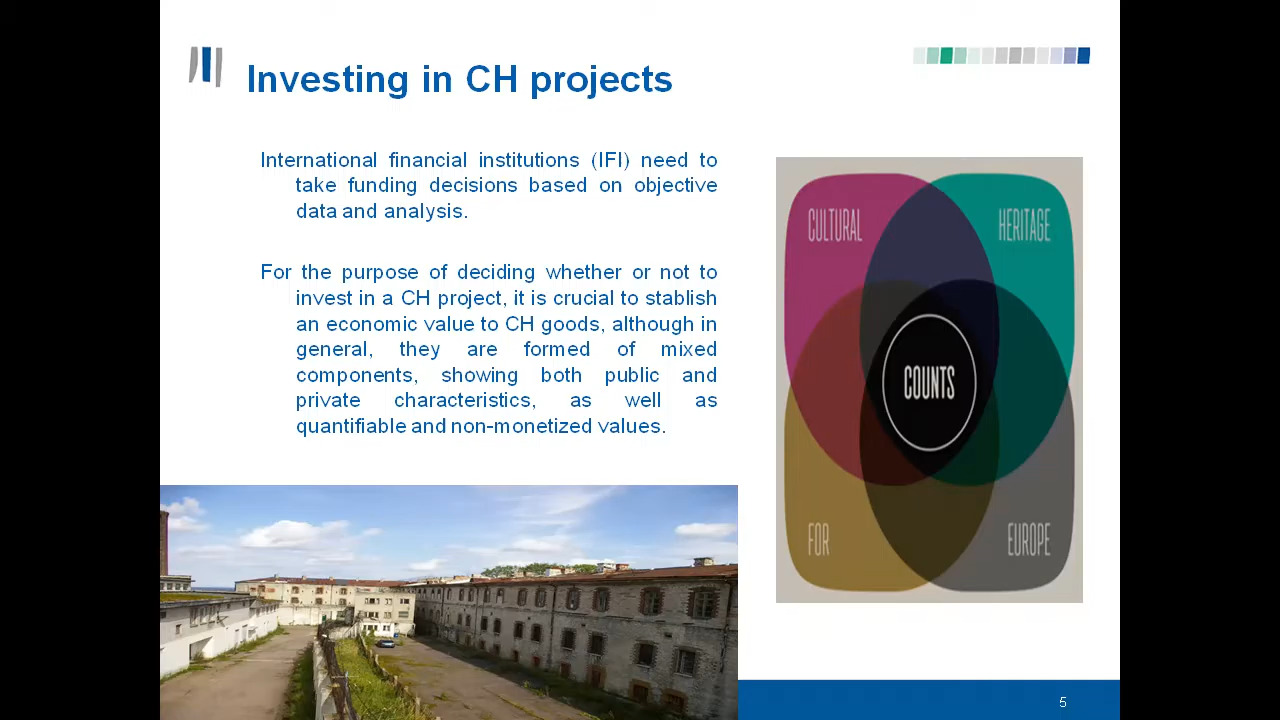 Investing in CH projects
International financial institutions (IFI) need to
take funding decisions based on objective
data and analysis.
For the purpose of deciding whether or not to
invest in a CH project, it is crucial to stablish
an economic value to CH goods, although in
general, they are formed of mixed
components, showing both public and
private characteristics, as well as
quantifiable and non-monetized values.
CULTURAL
HERITAGE
COUNTS
FOR
EUROPE
5